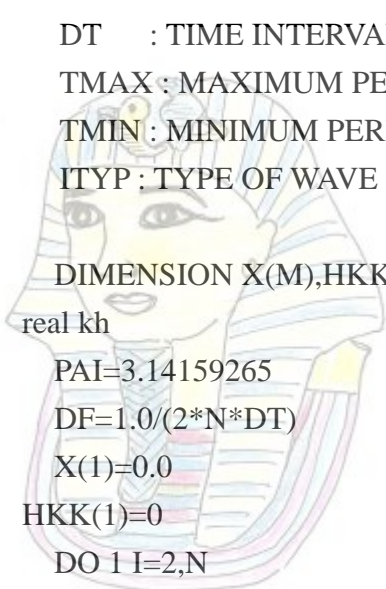 DT : TIME INTERVA
TMAX : MAXIMUM PE
TMIN : MINIMUM PER
ITYP : TYPE OF WAVE
DIMENSION X(M),HKK
real kh
PAI=3.14159265
DF=1.0/(2*N*DT)
X(1)=0.0
HKK(1)=0
DO 1 I=2,N